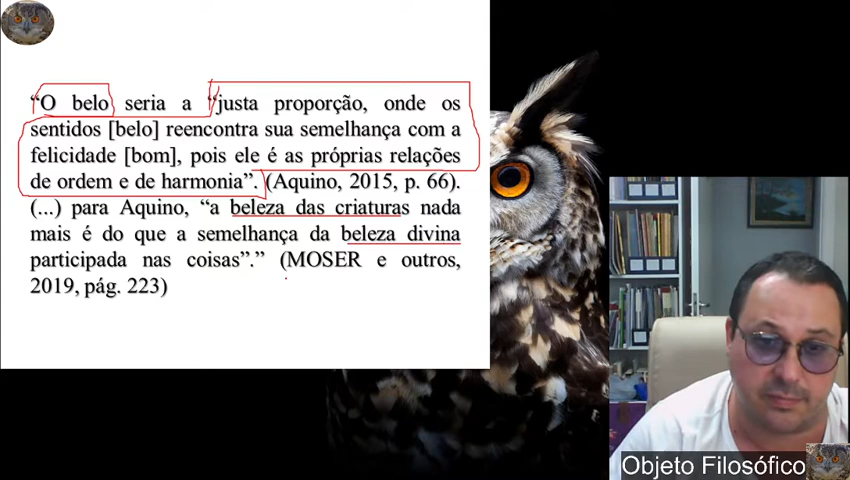 “O belo seria a “justa proporção, onde os
sentidos [belo] reencontra sua semelhança com a
felicidade [bom], pois ele é as próprias relações
de ordem e de harmonia”. (Aquino, 2015, p. 66).
(...) para Aquino, “a beleza das criaturas nada
mais é do que a semelhança da beleza divina
participada nas coisas”.” (MOSER e outros,
2019, pág. 223)
Objeto Filosófico